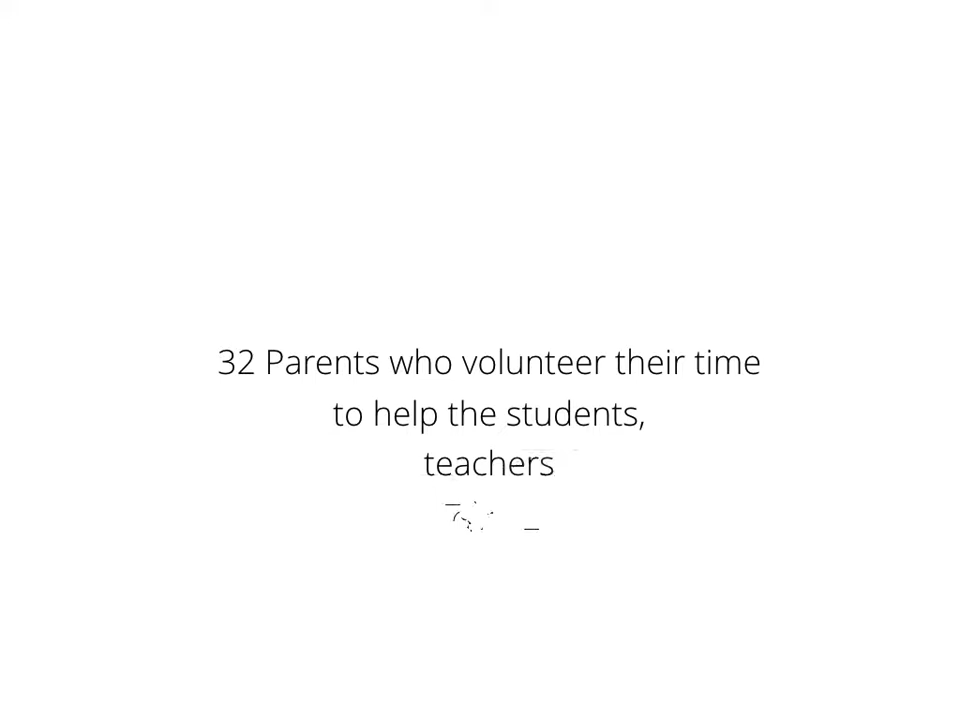 32 Parents who volunteer their time
to help the students,
teachers